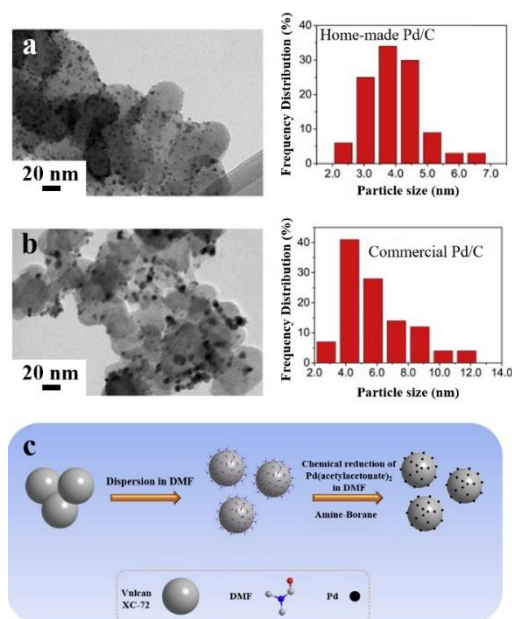 a
20 nm
Frequency Distribution (%)
40
30
20
10
0
Home-made Pd/C
2.0 3.0 4.0 5.0 6.0 7.0
Particle size (nm)
b
20 nm
Frequency Distribution (%)
40
30
20
10
0
Commercial Pd/C
2.0 4.0 6.0 8.0 10.0 12.0 14.0
Particle size (nm)
c
Dispersion in DMF
Chemical reduction of
Pd(acetylacetonate)2
in DMF
Amine-Borane
Vulcan
XC-72
DMF
Pd